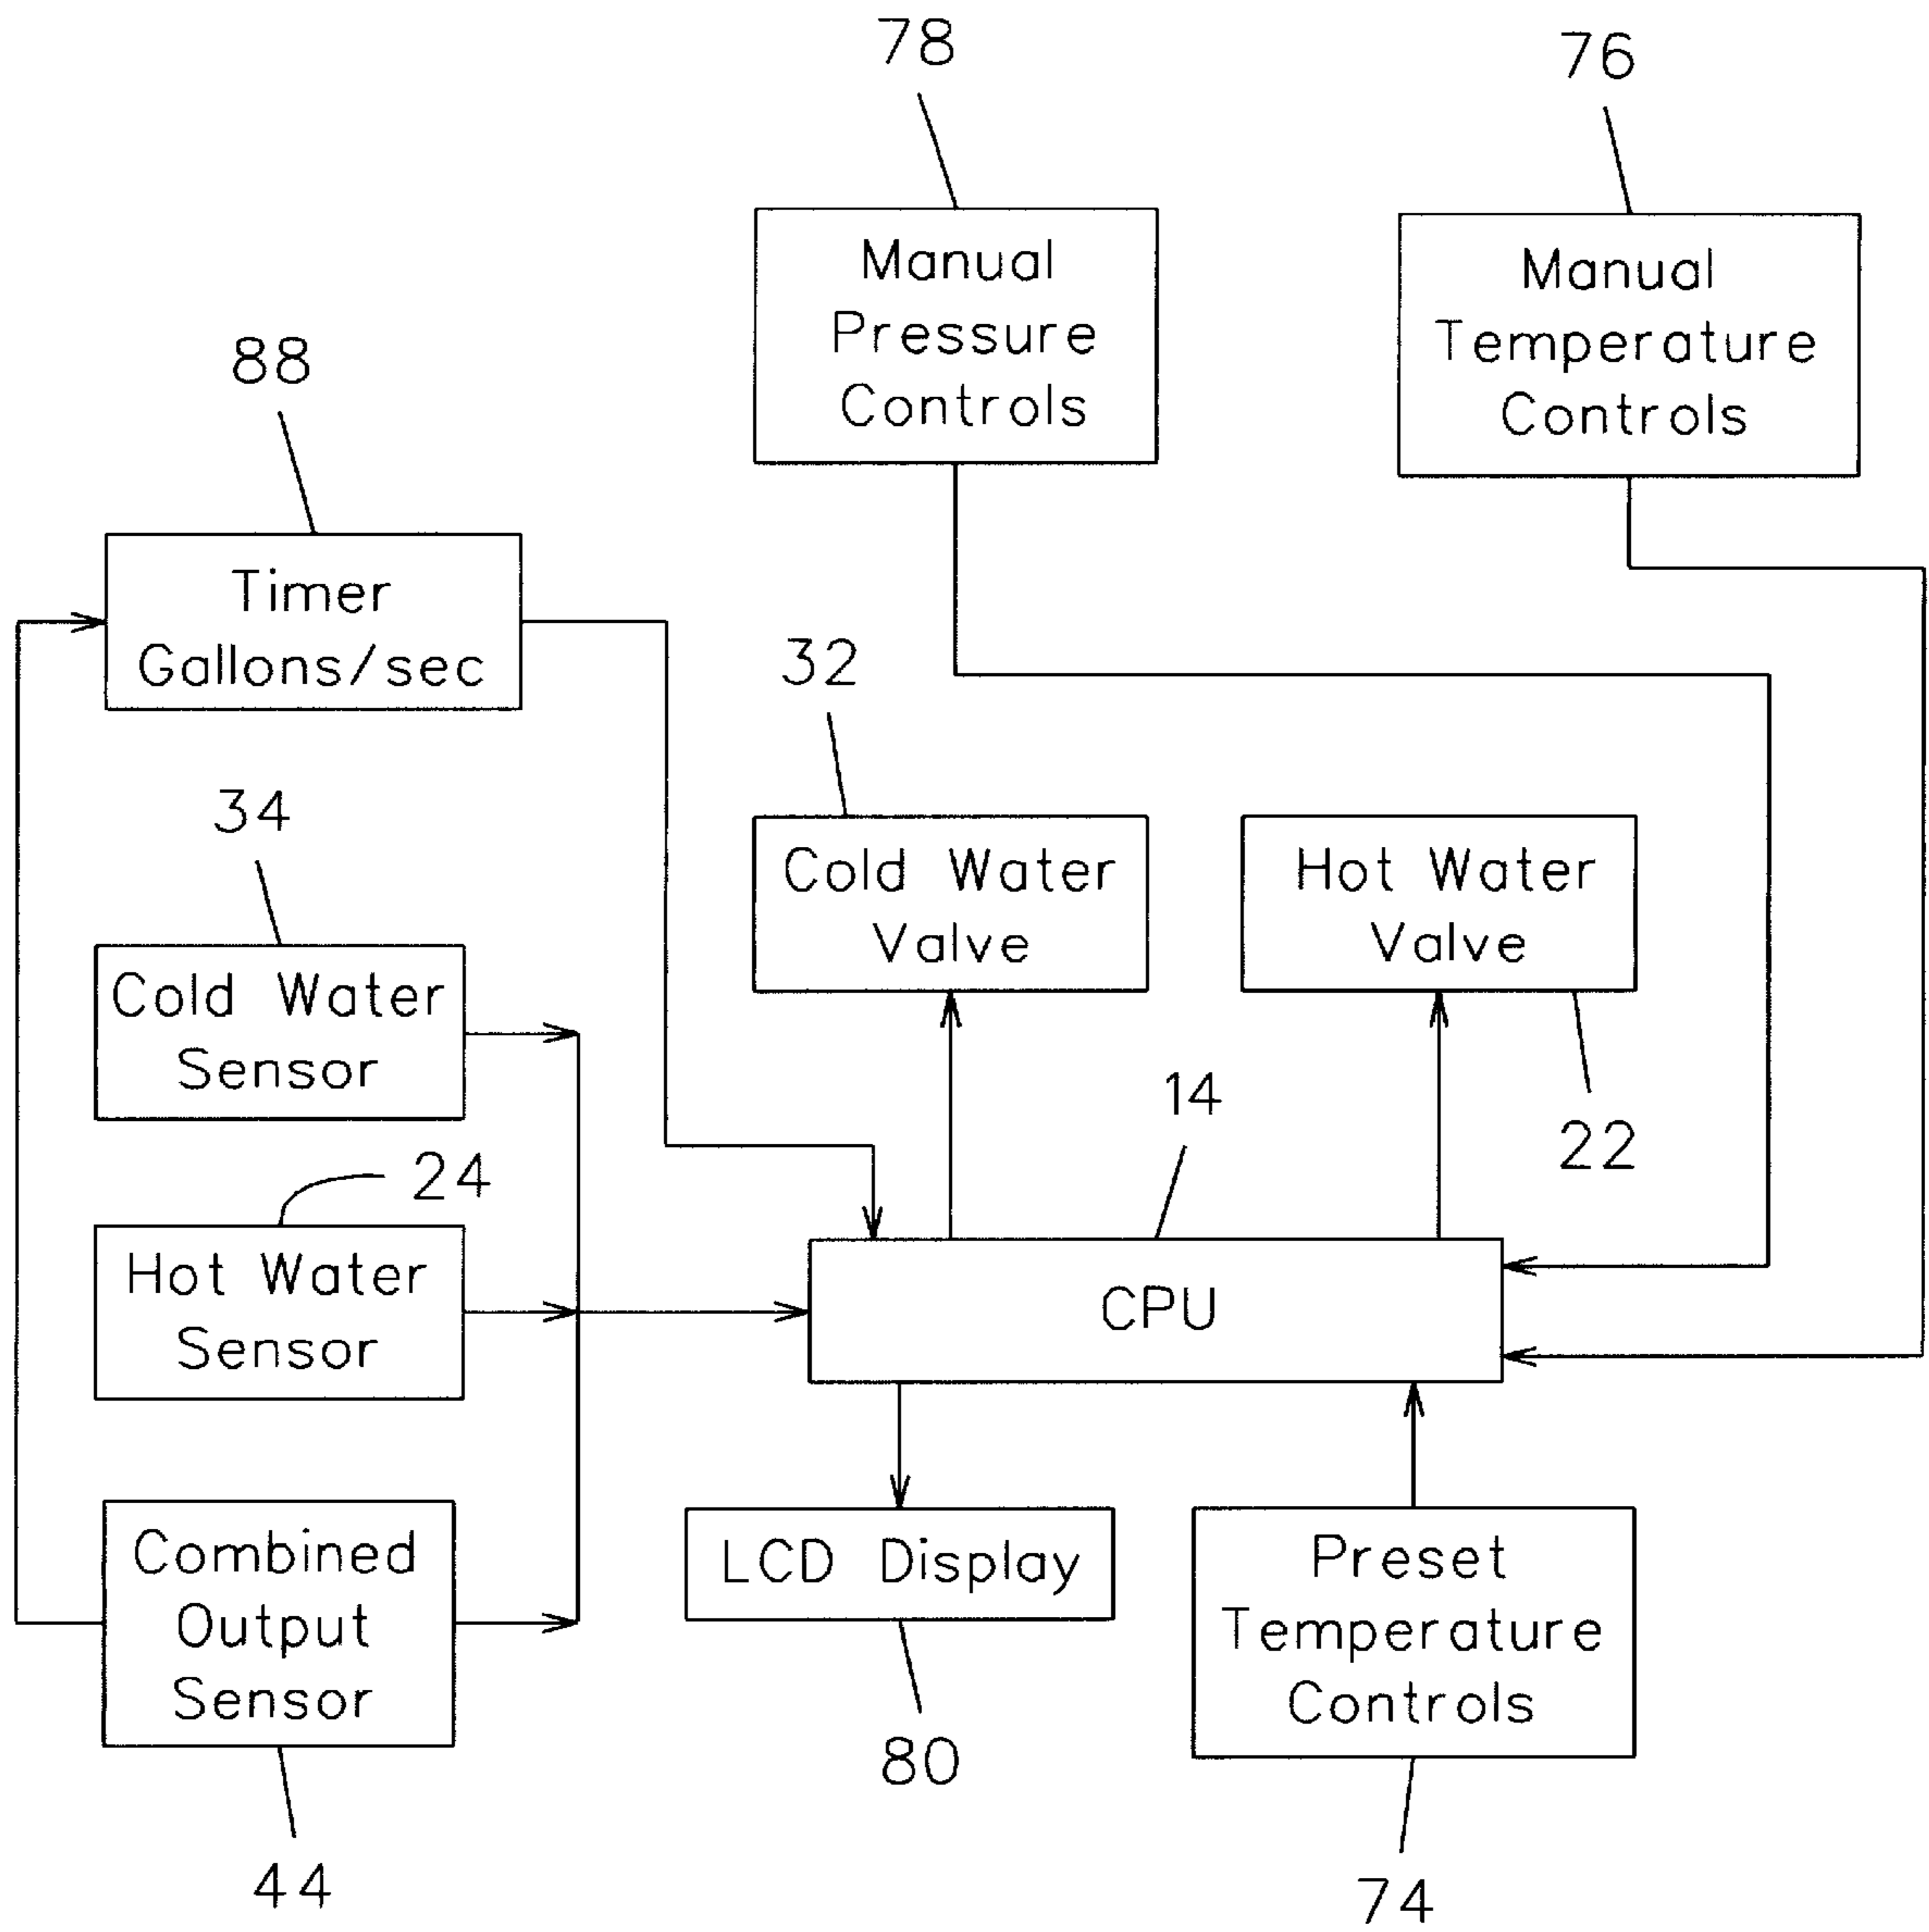 78
76
Manual
Pressure
Controls
Manual
Temperature
Controls
88
Timer
Gallons/sec
32
34
Cold Water
Valve
Hot Water
Valve
Cold Water
Sensor
14
22
24
Hot Water
Sensor
CPU
Combined
Output
Sensor
LCD Display
Preset
Temperature
Controls
80
44
74